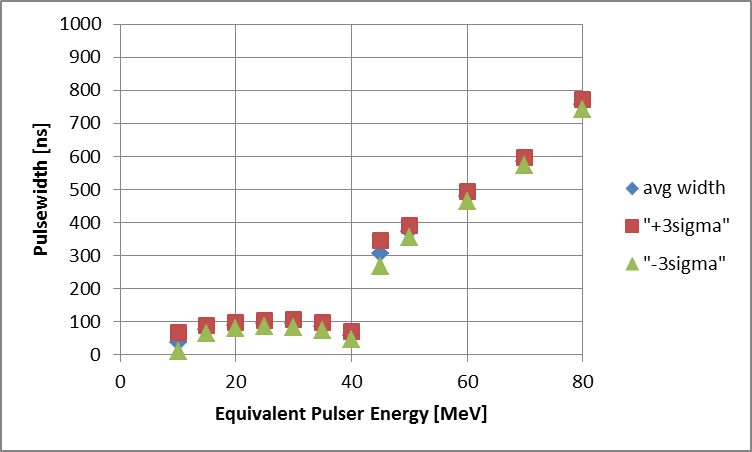 1000
900
800
700
600
500
400
300
200
100
0
Pulsewidth [ns]
0 20 40 60 80
Equivalent Pulser Energy [MeV]
avg width
"+3sigma"
"-3sigma"